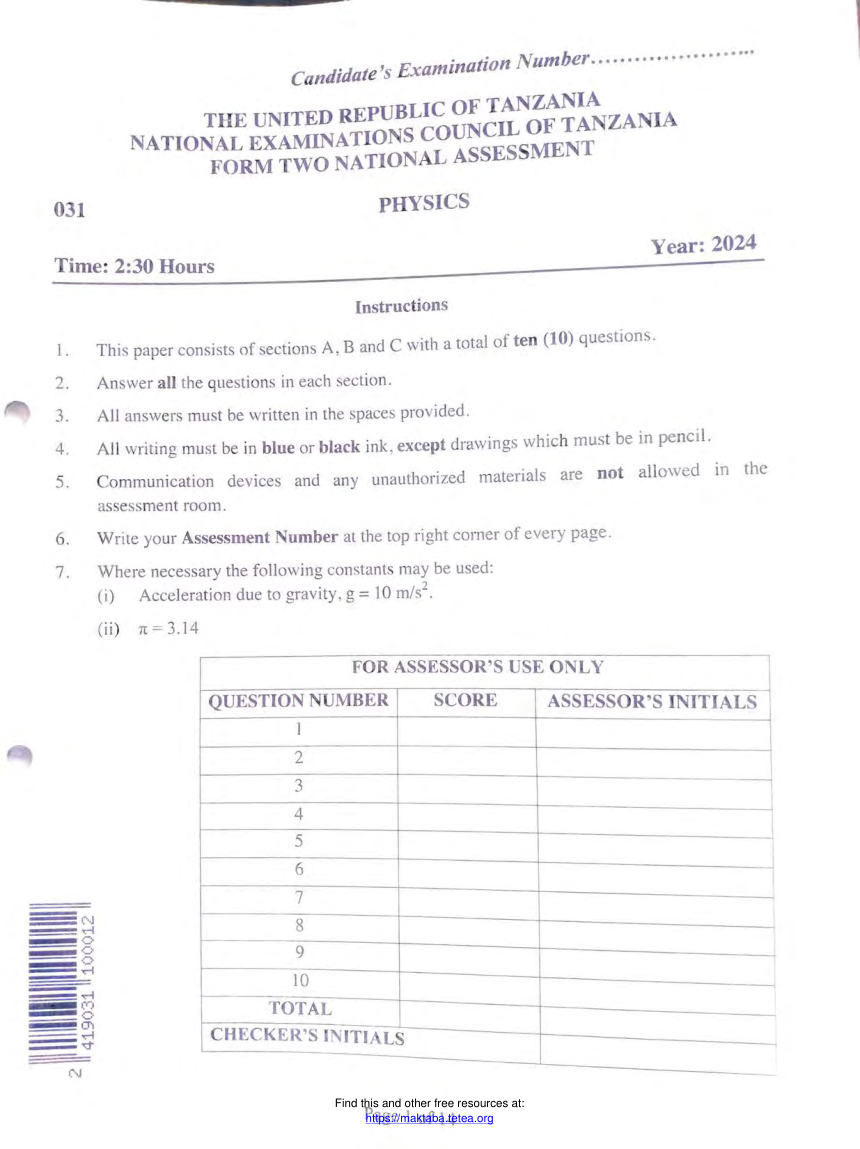 Candidate's Examination Number........................
THE UNITED REPUBLIC OF TANZANIA
NATIONAL EXAMINATIONS COUNCIL OF TANZANIA
FORM TWO NATIONAL ASSESSMENT
031 PHYSICS
Time: 2:30 Hours Year: 2024
Instructions
1. This paper consists of sections A, B and C with a total of ten (10) questions.
2. Answer all the questions in each section.
3. All answers must be written in the spaces provided.
4. All writing must be in blue or black ink, except drawings which must be in pencil.
5. Communication devices and any unauthorized materials are not allowed in the
assessment room.
6. Write your Assessment Number at the top right corner of every page.
7. Where necessary the following constants may be used:
(i) Acceleration due to gravity, g = 10 m/s².
(ii) π = 3.14
FOR ASSESSOR'S USE ONLY
QUESTION NUMBER SCORE ASSESSOR'S INITIALS
1
2
3
4
5
6
7
8
9
10
TOTAL
CHECKER'S INITIALS
2 419031 100012
Find this and other free resources at:
Page 1 of 14
https://maktaba.tetea.org